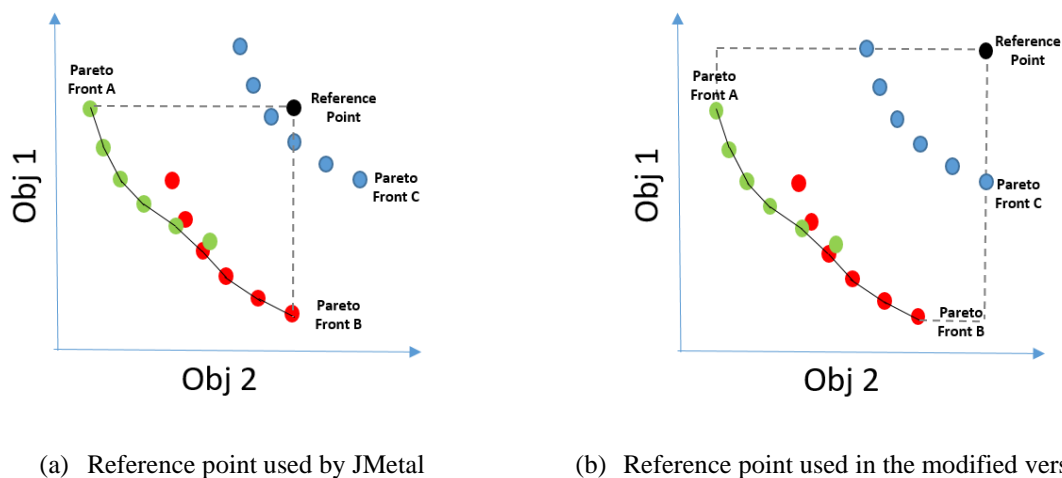 Pareto
Front A
Reference
Point
Pareto
Front C
Pareto
Front B
Obj 1
Obj 2
(a) Reference point used by JMetal
Reference
Point
Pareto
Front A
Pareto
Front C
Pareto
Front B
Obj 1
Obj 2
(b) Reference point used in the modified vers